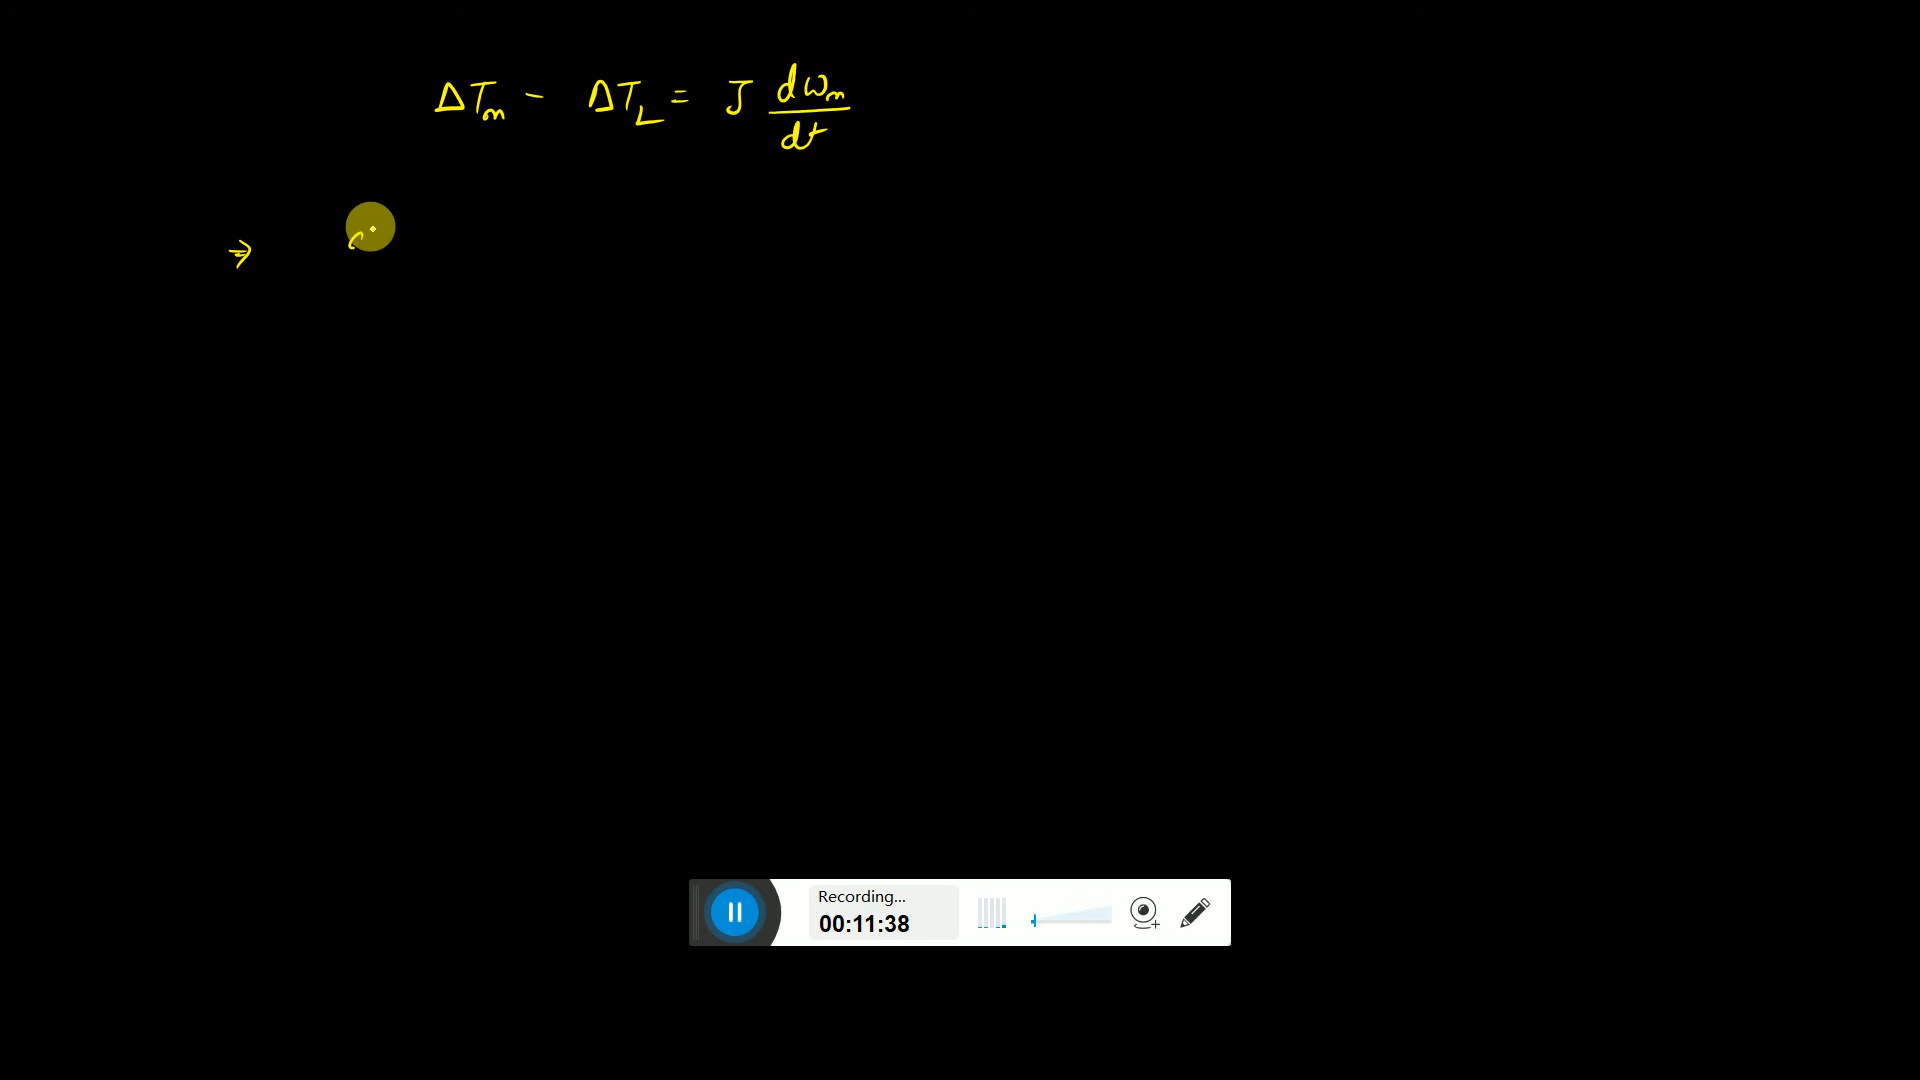 ΔTm - ΔTL = J dωm/dt
⇒
Recording...
00:11:38